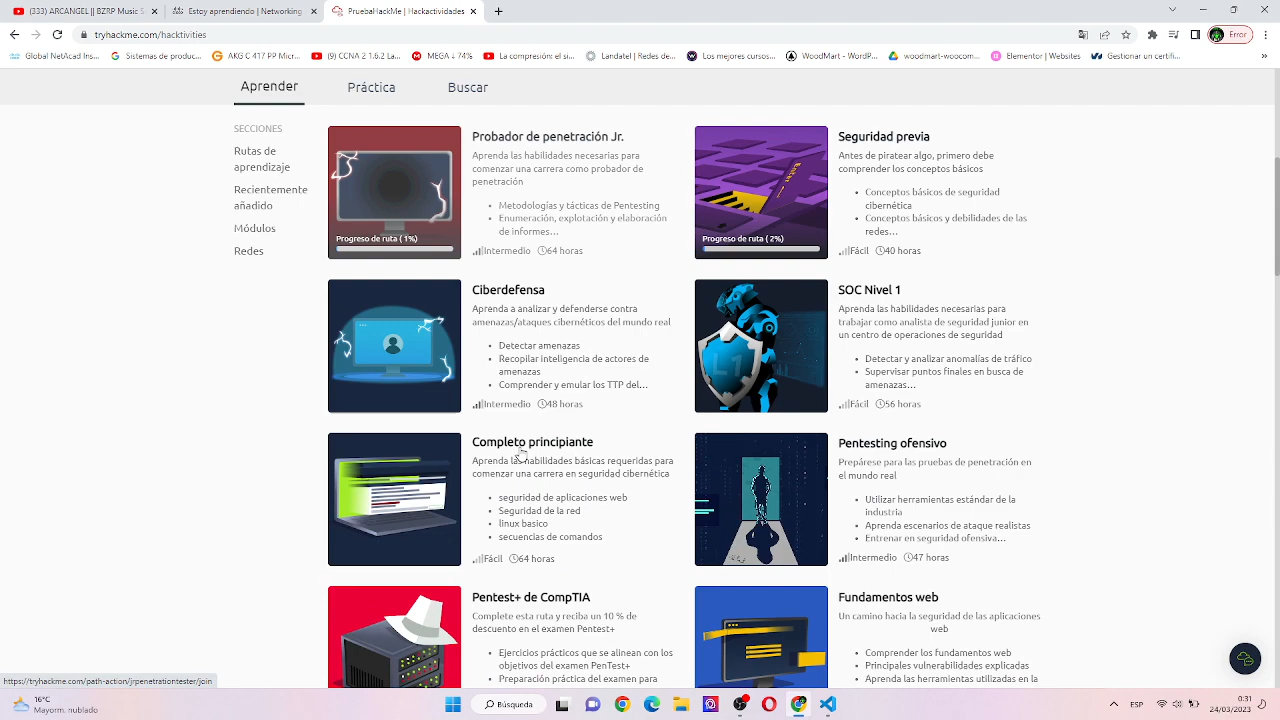 (333) ARCANGEL || BZRP Music S
Estoy aprendiendo | Networking
PruebaHackMe | Hackactividades
tryhackme.com/hacktivities
Error
Global NetAcad Ins...
Sistemas de produc...
AKG C 417 PP Micr...
(9) CCNA 2 1.6.2 La...
MEGA ↓ 74%
La compresión el si...
Landatel | Redes de...
Los mejores cursos...
WoodMart - WooCom...
woodmart-woocom...
Elementor | Websites
Gestionar un certifi...
»
Aprender
Práctica
Buscar
SECCIONES
Rutas de
aprendizaje
Recientemente
añadido
Módulos
Redes
Progreso de ruta ( 1%)
Probador de penetración Jr.
Aprenda las habilidades necesarias para
comenzar una carrera como probador de
penetración
• Metodologías y tácticas de Pentesting
• Enumeración, explotación y elaboración
de informes...
Intermedio
64 horas
Progreso de ruta ( 2%)
Seguridad previa
Antes de piratear algo, primero debe
comprender los conceptos básicos
• Conceptos básicos de seguridad
cibernética
• Conceptos básicos y debilidades de las
redes...
Fácil
40 horas
Ciberdefensa
Aprenda a analizar y defenderse contra
amenazas/ataques cibernéticos del mundo real
• Detectar amenazas
• Recopilar inteligencia de actores de
amenazas
• Comprender y emular los TTP del...
Intermedio
48 horas
L1
SOC Nivel 1
Aprenda las habilidades necesarias para
trabajar como analista de seguridad junior en
un centro de operaciones de seguridad
• Detectar y analizar anomalías de tráfico
• Supervisar puntos finales en busca de
amenazas...
Fácil
56 horas
Completo principiante
Aprenda las habilidades básicas requeridas para
comenzar una carrera en seguridad cibernética
• seguridad de aplicaciones web
• Seguridad de la red
• linux basico
• secuencias de comandos
Fácil
64 horas
Pentesting ofensivo
Prepárese para las pruebas de penetración en
el mundo real
• Utilizar herramientas estándar de la
industria
• Aprenda escenarios de ataque realistas
• Entrenar en seguridad ofensiva...
Intermedio
47 horas
Pentest+ de CompTIA
Complete esta ruta y reciba un 10 % de
descuento en el examen Pentest+
• Ejercicios prácticos que se alinean con los
objetivos del examen PenTest+
• Preparación práctica del examen para
Fundamentos web
Un camino hacia la seguridad de las aplicaciones
web
• Comprender los fundamentos web
• Principales vulnerabilidades explicadas
• Aprenda las herramientas utilizadas en la
https://tryhackme.com/path-action/jrpenetrationtester/join
16°C
Mayorm. nublado
Búsqueda
ESP
20:39:31
24/03/2023